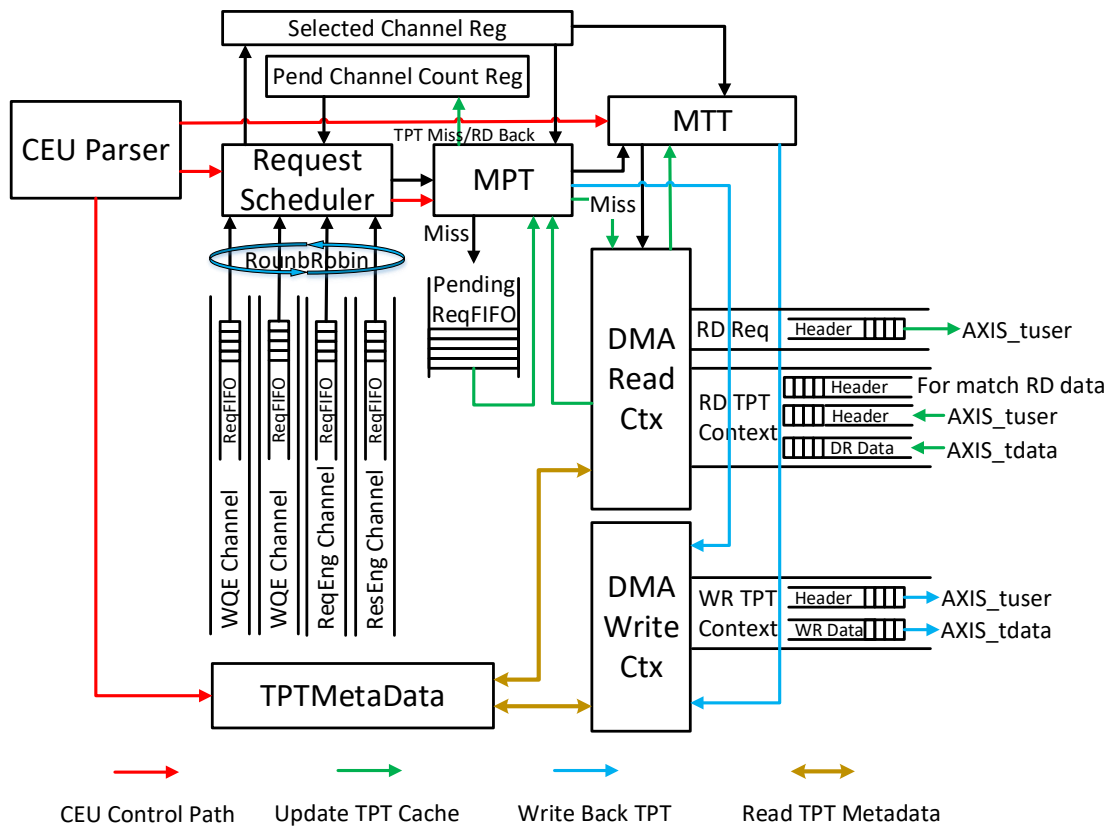 Selected Channel Reg
Pend Channel Count Reg
CEU Parser
MTT
TPT Miss/RD Back
Request
Scheduler
MPT
Miss
Miss
RounbRobin
Pending
ReqFIFO
ReqFIFO
ReqFIFO
ReqFIFO
ReqFIFO
WQE Channel
WQE Channel
ReqEng Channel
ResEng Channel
DMA
Read
Ctx
RD Req
Header
AXIS_tuser
RD TPT
Context
Header
For match RD data
Header
AXIS_tuser
DR Data
AXIS_tdata
DMA
Write
Ctx
WR TPT
Context
Header
AXIS_tuser
WR Data
AXIS_tdata
TPTMetaData
CEU Control Path
Update TPT Cache
Write Back TPT
Read TPT Metadata